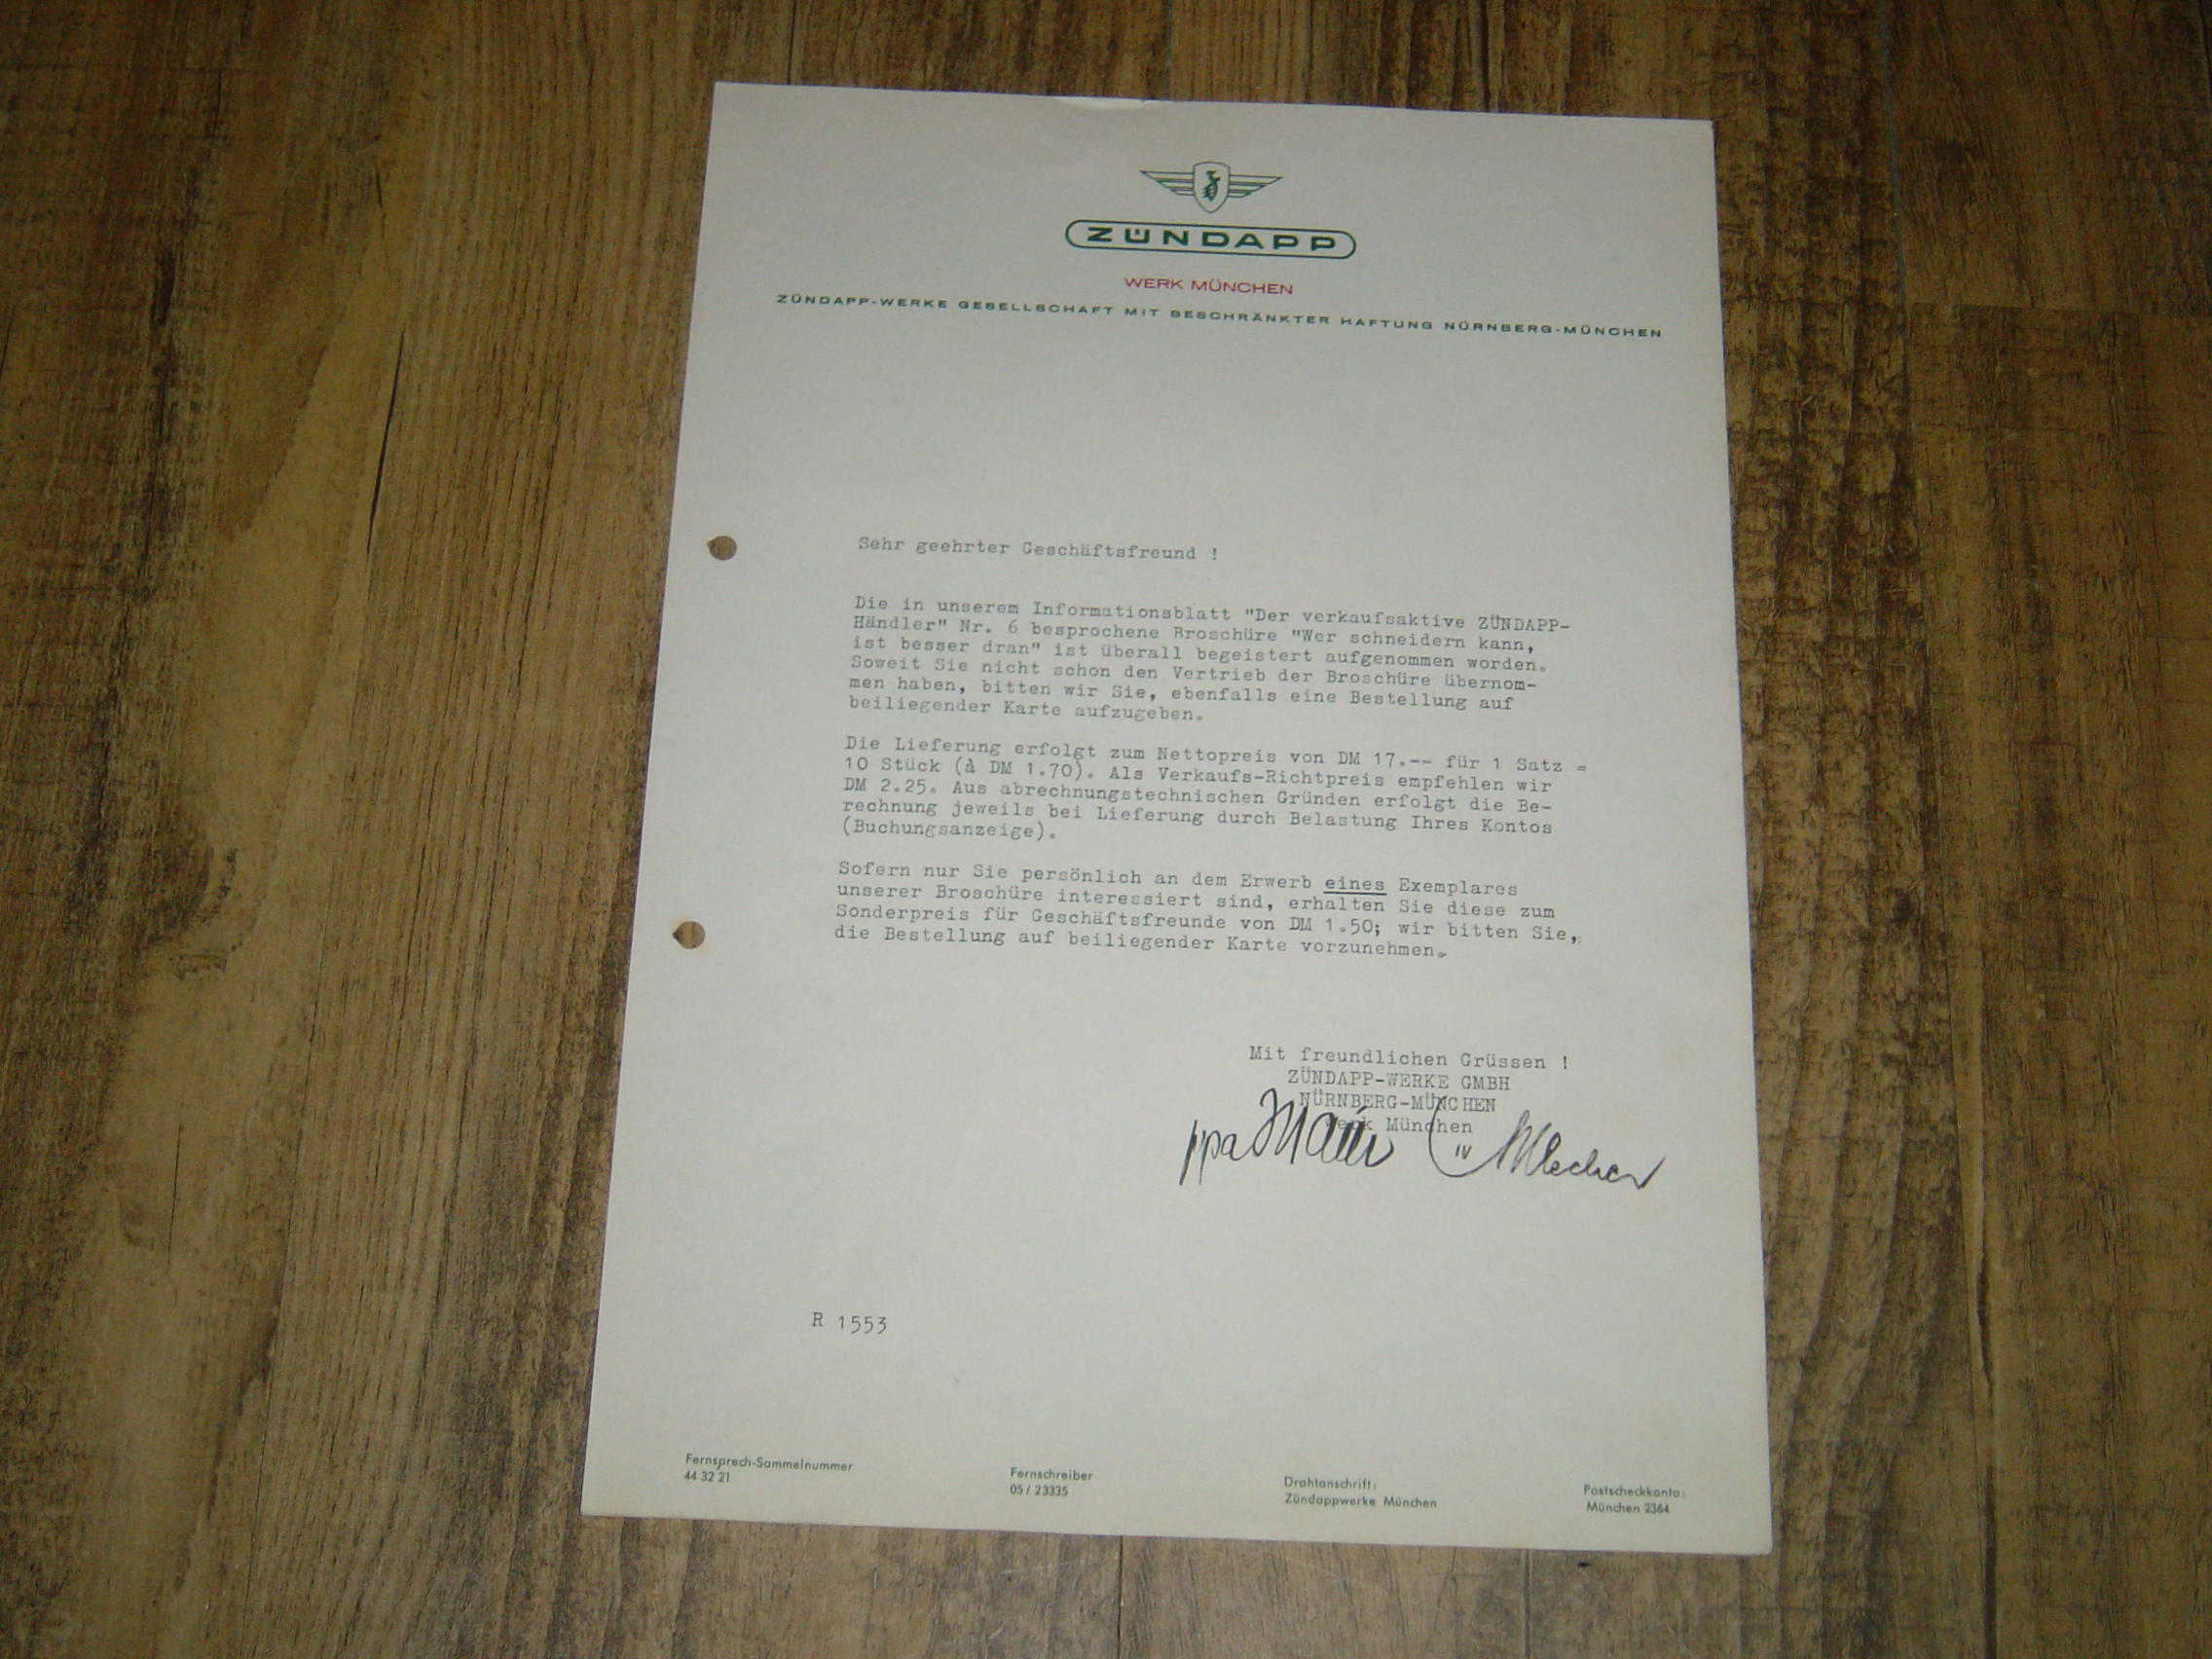 ZÜNDAPP
WERK MÜNCHEN
ZÜNDAPP-WERKE GESELLSCHAFT MIT BESCHRÄNKTER HAFTUNG NÜRNBERG-MÜNCHEN
Sehr geehrter Geschäftsfreund !
Die in unserem Informationsblatt "Der verkaufsaktive ZÜNDAPP-
Händler" Nr. 6 besprochene Broschüre "Wer schneidern kann,
ist besser dran" ist überall begeistert aufgenommen worden.
Soweit Sie nicht schon den Vertrieb der Broschüre übernom-
men haben, bitten wir Sie, ebenfalls eine Bestellung auf
beiliegender Karte aufzugeben.
Die Lieferung erfolgt zum Nettopreis von DM 17.-- für 1 Satz =
10 Stück (à DM 1.70). Als Verkaufs-Richtpreis empfehlen wir
DM 2.25. Aus abrechnungstechnischen Gründen erfolgt die Be-
rechnung jeweils bei Lieferung durch Belastung Ihres Kontos
(Buchungsanzeige).
Sofern nur Sie persönlich an dem Erwerb eines Exemplares
unserer Broschüre interessiert sind, erhalten Sie diese zum
Sonderpreis für Geschäftsfreunde von DM 1.50; wir bitten Sie,
die Bestellung auf beiliegender Karte vorzunehmen.
Mit freundlichen Grüssen !
ZÜNDAPP-WERKE GMBH
NÜRNBERG-MÜNCHEN
Werk München
ppa
R 1553
Fernsprech-Sammelnummer
44 32 21
Fernschreiber
05 / 23335
Drahtanschrift:
Zündappwerke München
Postscheckkonto:
München 2364